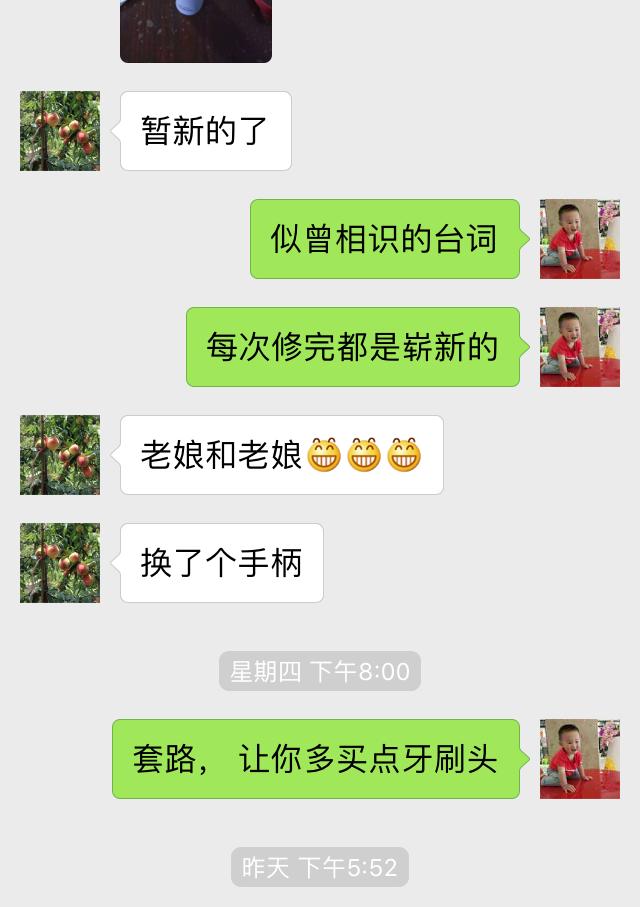 暂新的了
似曾相识的台词
每次修完都是崭新的
老娘和老娘😁😁😁
换了个手柄
星期四 下午8:00
套路， 让你多买点牙刷头
昨天 下午5:52